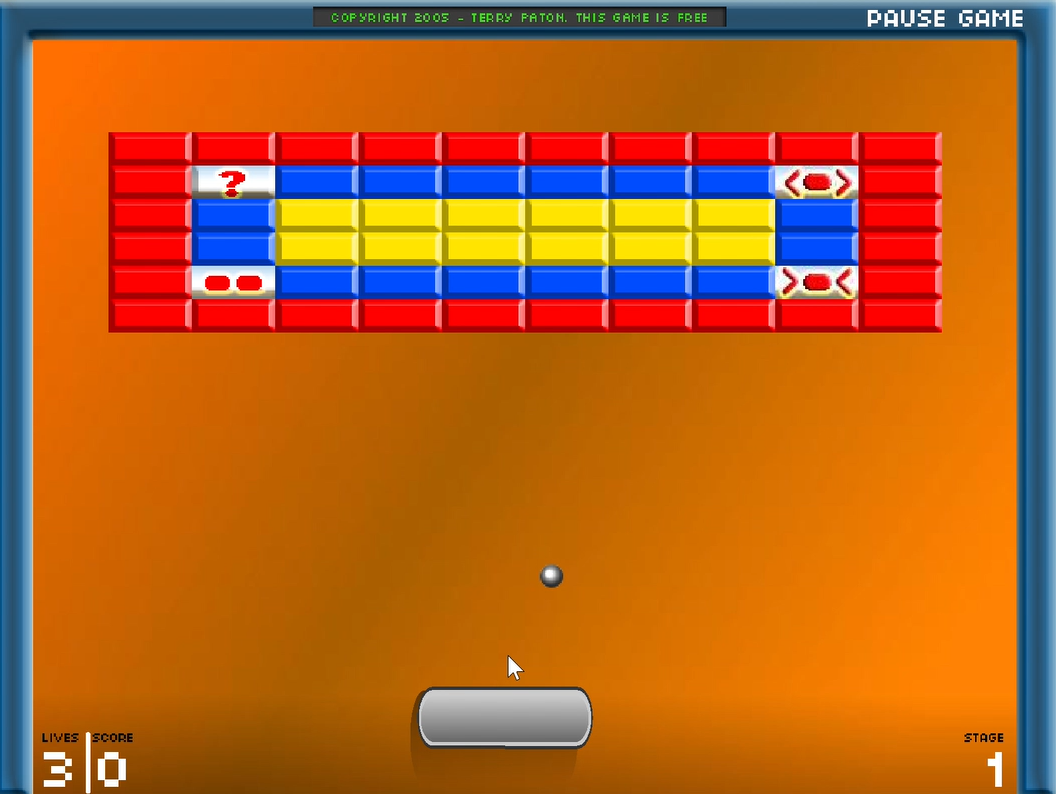 COPYRIGHT 2005 - TERRY PATON. THIS GAME IS FREE
PAUSE GAME
?
LIVES SCORE
3 0
STAGE
1